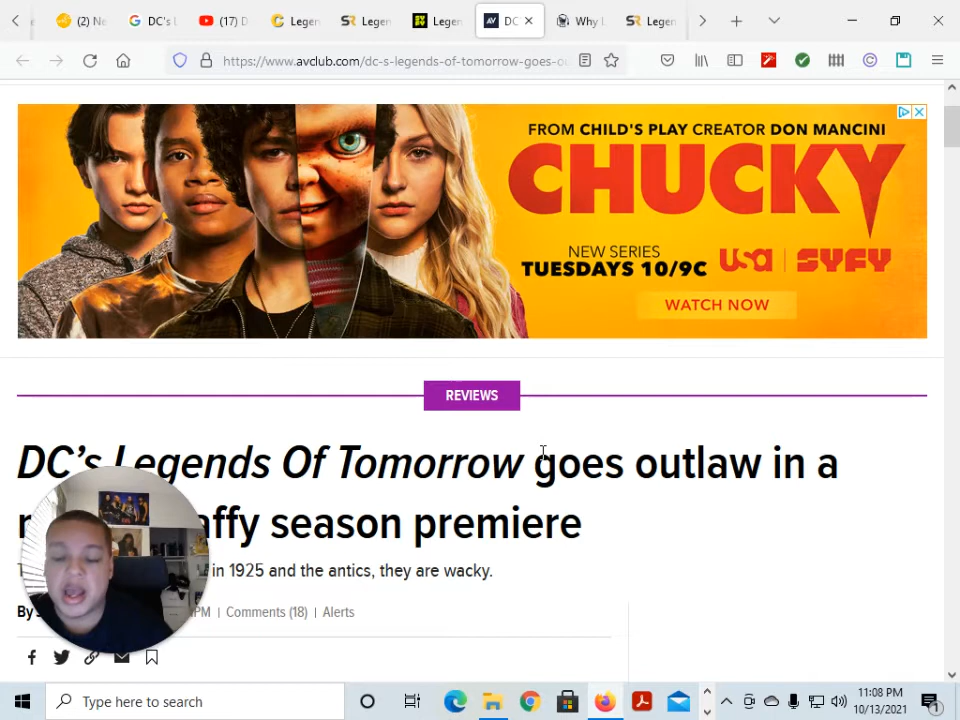 (2) Ne
DC's L
(17) D
Legen
Legen
Legen
DC
Why I
Legen
https://www.avclub.com/dc-s-legends-of-tomorrow-goes-ou
FROM CHILD'S PLAY CREATOR DON MANCINI
CHUCKY
NEW SERIES
TUESDAYS 10/9C
USA SYFY
WATCH NOW
REVIEWS
DC's Legends Of Tomorrow goes outlaw in a
affy season premiere
in 1925 and the antics, they are wacky.
By
PM | Comments (18) | Alerts
Type here to search
11:08 PM
10/13/2021